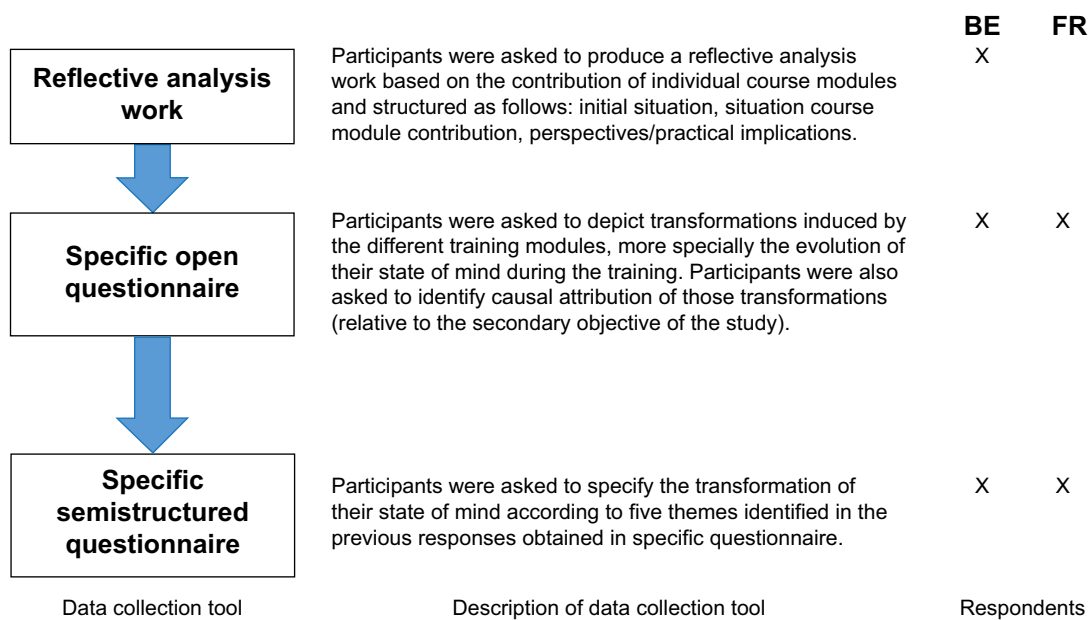 BE FR
Reflective analysis
work
Participants were asked to produce a reflective analysis
work based on the contribution of individual course modules
and structured as follows: initial situation, situation course
module contribution, perspectives/practical implications.
X
Specific open
questionnaire
Participants were asked to depict transformations induced by
the different training modules, more specially the evolution of
their state of mind during the training. Participants were also
asked to identify causal attribution of those transformations
(relative to the secondary objective of the study).
X X
Specific
semistructured
questionnaire
Participants were asked to specify the transformation of
their state of mind according to five themes identified in the
previous responses obtained in specific questionnaire.
X X
Data collection tool
Description of data collection tool
Respondents